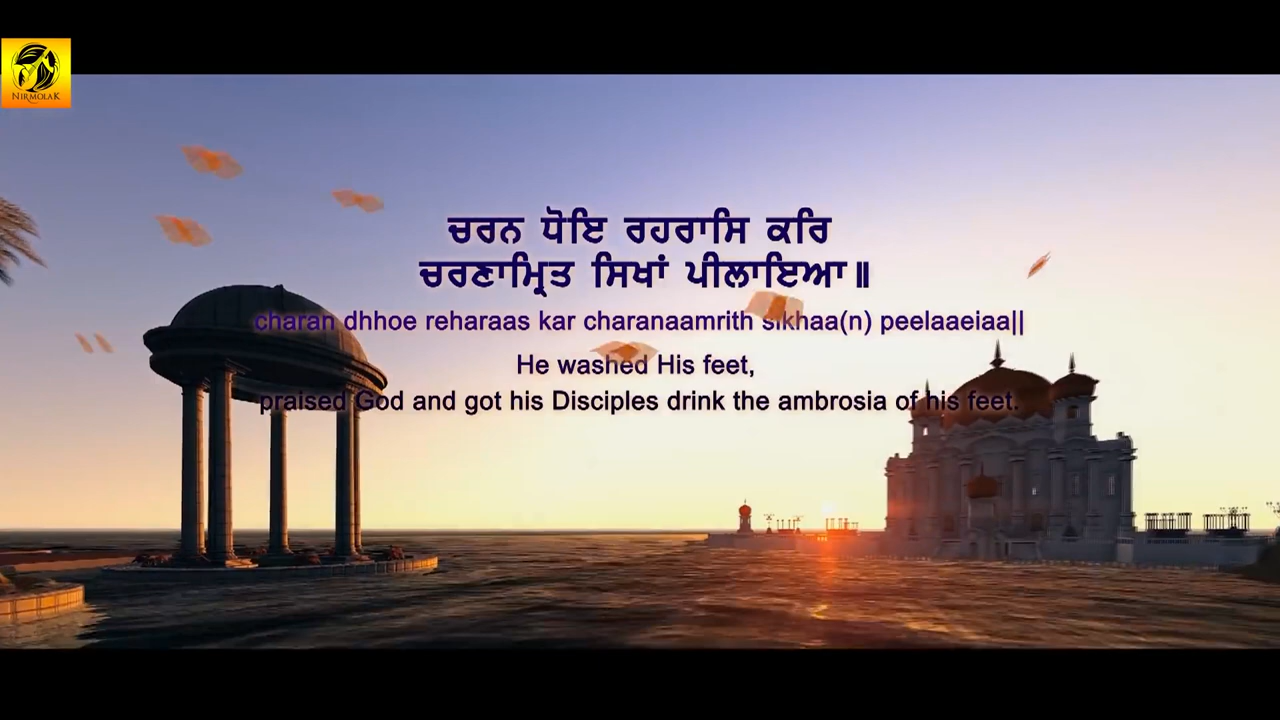 NIRMOLAK
ਚਰਨ ਧੋਇ ਰਹਰਾਸਿ ਕਰਿ
ਚਰਣਾਮ੍ਰਿਤ ਸਿਖਾਂ ਪੀਲਾਇਆ॥
charan dhhoe reharaas kar charanaamrith sikhaa(n) peelaaeiaa||
He washed His feet,
praised God and got his Disciples drink the ambrosia of his feet.